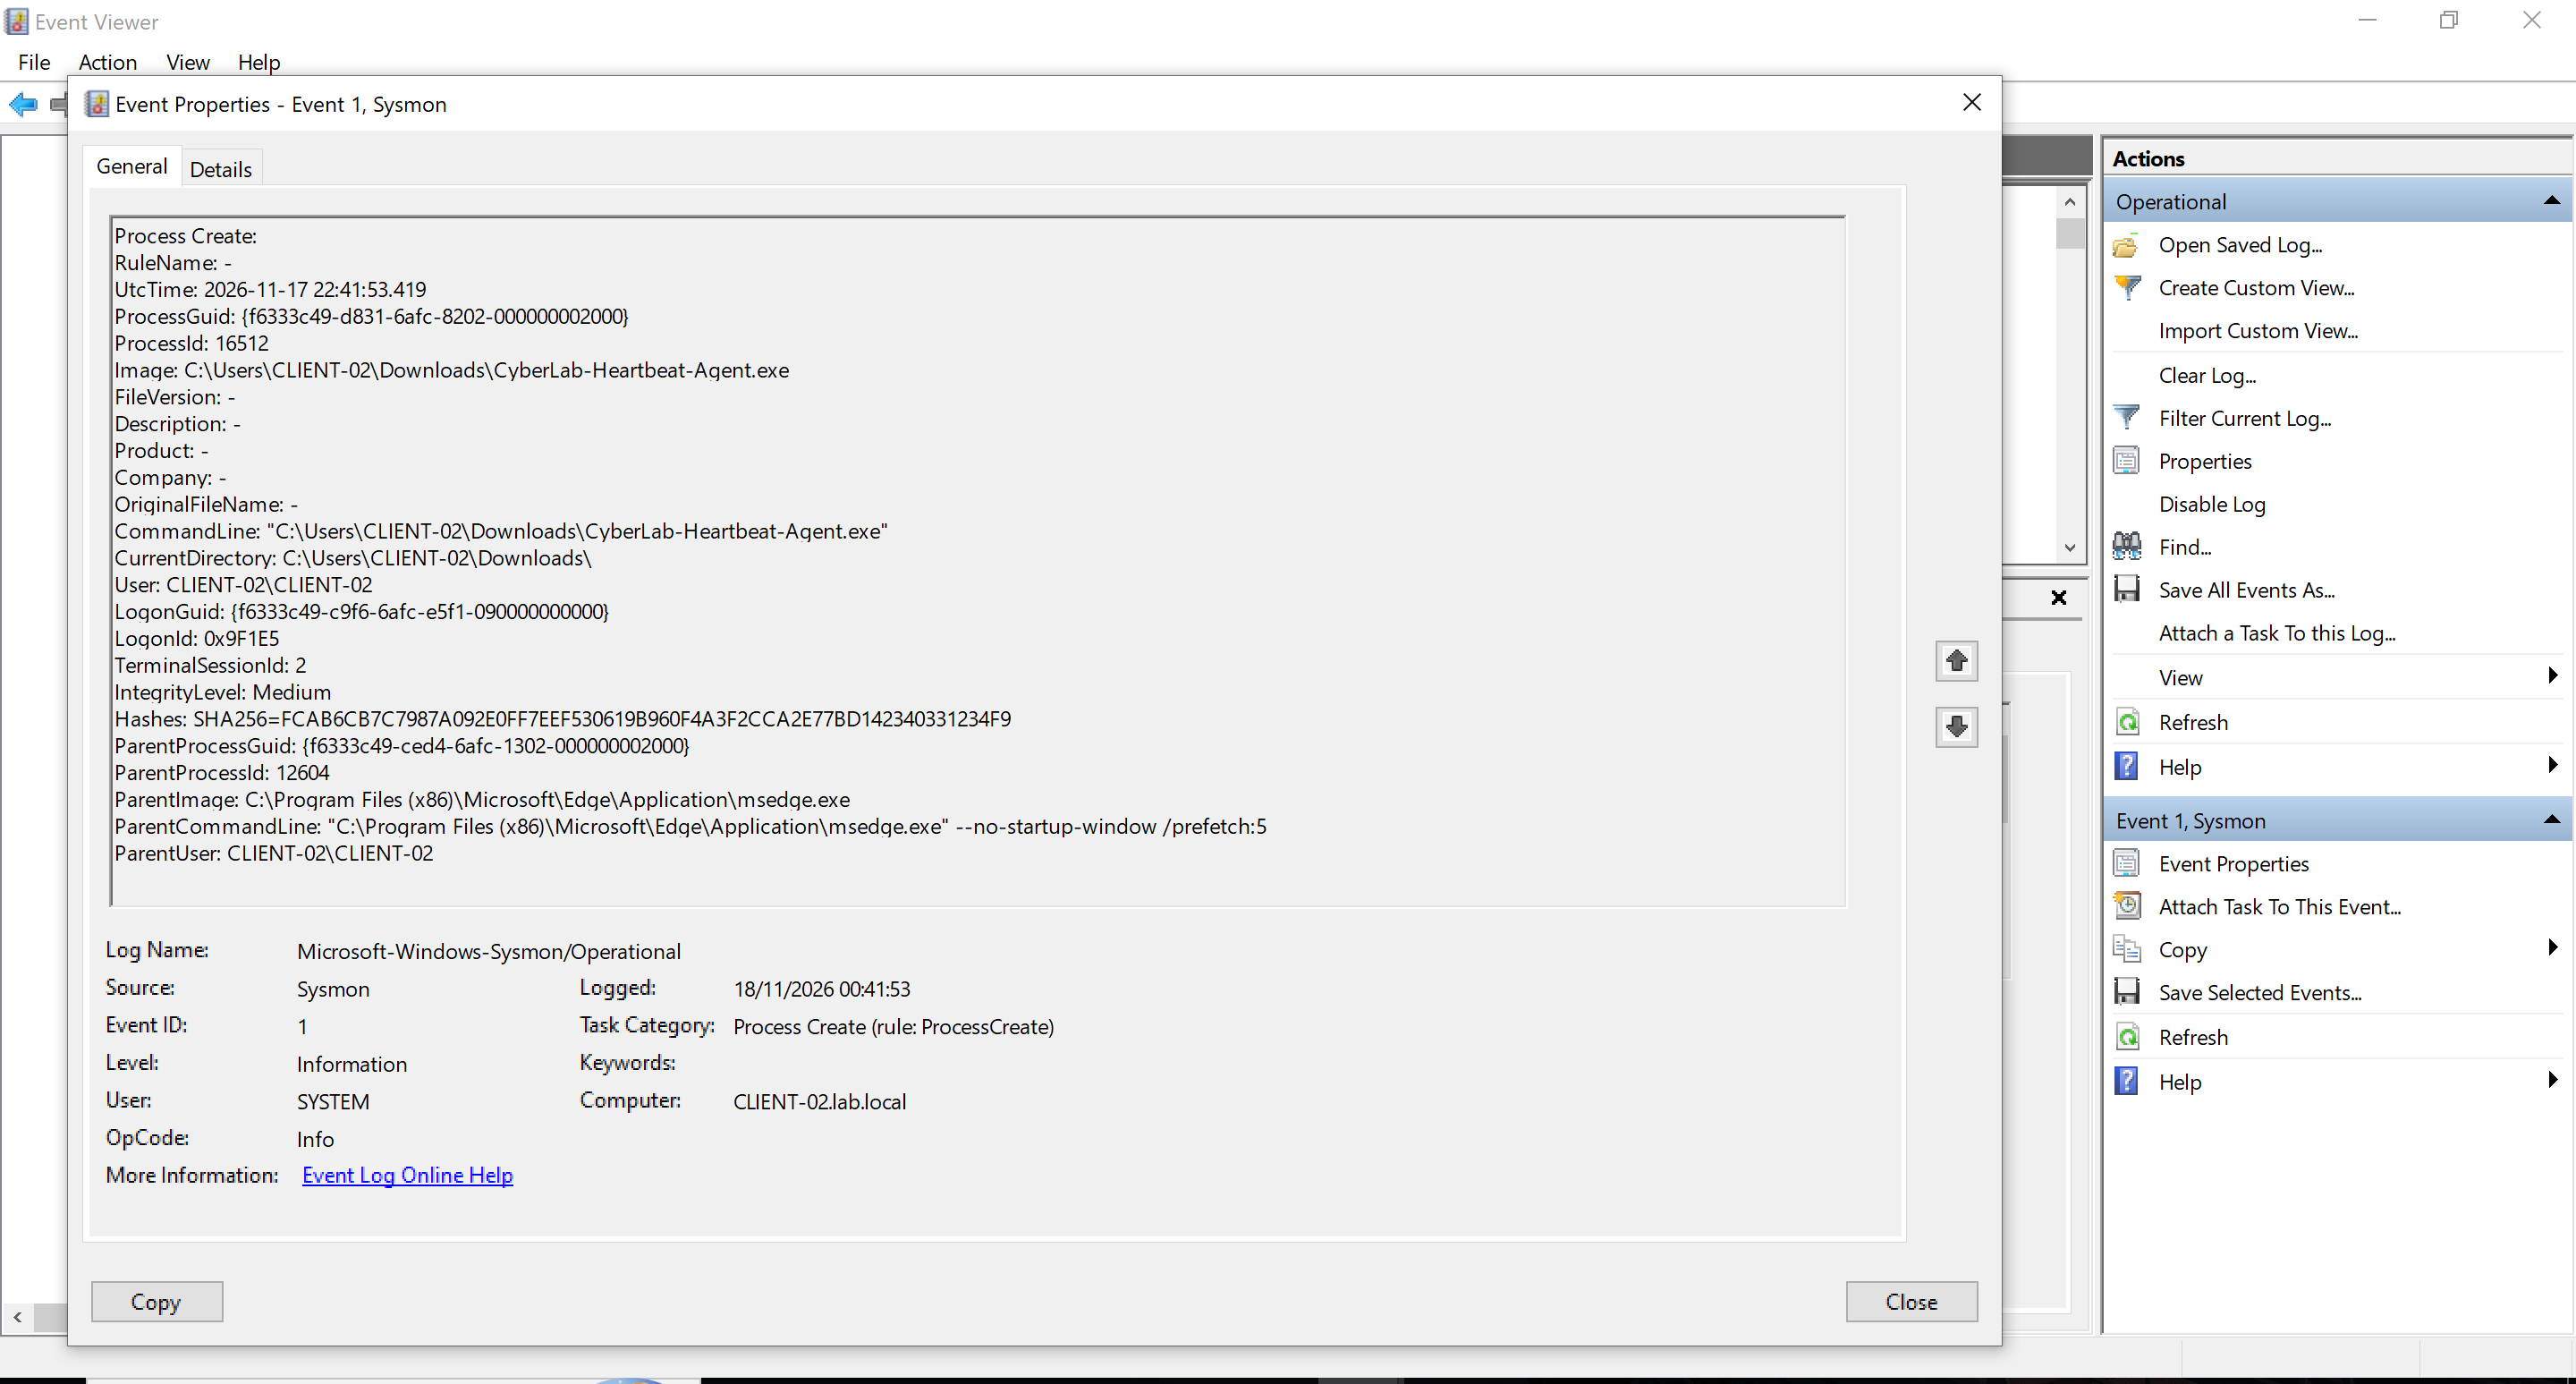 Event Viewer
File Action View Help
Event Properties - Event 1, Sysmon
General Details
Process Create:
RuleName: -
UtcTime: 2026-11-17 22:41:53.419
ProcessGuid: {f6333c49-d831-6afc-8202-000000002000}
ProcessId: 16512
Image: C:\Users\CLIENT-02\Downloads\CyberLab-Heartbeat-Agent.exe
FileVersion: -
Description: -
Product: -
Company: -
OriginalFileName: -
CommandLine: "C:\Users\CLIENT-02\Downloads\CyberLab-Heartbeat-Agent.exe"
CurrentDirectory: C:\Users\CLIENT-02\Downloads\
User: CLIENT-02\CLIENT-02
LogonGuid: {f6333c49-c9f6-6afc-e5f1-090000000000}
LogonId: 0x9F1E5
TerminalSessionId: 2
IntegrityLevel: Medium
Hashes: SHA256=FCAB6CB7C7987A092E0FF7EEF530619B960F4A3F2CCA2E77BD142340331234F9
ParentProcessGuid: {f6333c49-ced4-6afc-1302-000000002000}
ParentProcessId: 12604
ParentImage: C:\Program Files (x86)\Microsoft\Edge\Application\msedge.exe
ParentCommandLine: "C:\Program Files (x86)\Microsoft\Edge\Application\msedge.exe" --no-startup-window /prefetch:5
ParentUser: CLIENT-02\CLIENT-02
Log Name: Microsoft-Windows-Sysmon/Operational
Source: Sysmon Logged: 18/11/2026 00:41:53
Event ID: 1 Task Category: Process Create (rule: ProcessCreate)
Level: Information Keywords:
User: SYSTEM Computer: CLIENT-02.lab.local
OpCode: Info
More Information: Event Log Online Help
Copy Close
Actions
Operational
Open Saved Log...
Create Custom View...
Import Custom View...
Clear Log...
Filter Current Log...
Properties
Disable Log
Find...
Save All Events As...
Attach a Task To this Log...
View
Refresh
Help
Event 1, Sysmon
Event Properties
Attach Task To This Event...
Copy
Save Selected Events...
Refresh
Help